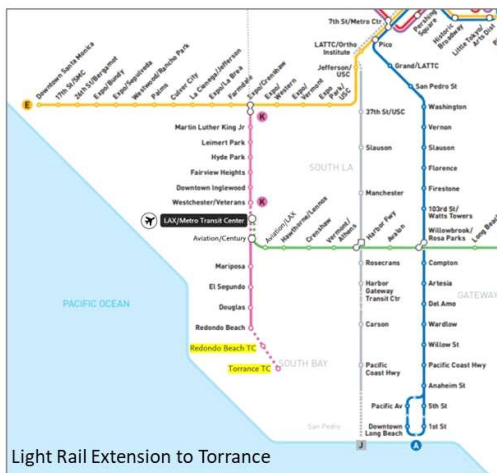 7th St/Metro Ctr
Pershing
Square
Historic
Broadway
Little Tokyo/
Arts Dist
LATTC/Ortho
Institute
Pico
Jefferson/
USC
Grand/LATTC
San Pedro St
Downtown Santa Monica
17th St/SMC
26th St/Bergamot
Expo/Bundy
Expo/Sepulveda
Westwood/Rancho Park
Palms
Culver City
La Cienega/Jefferson
Expo/La Brea
Farmdale
Expo/Crenshaw
Expo/
Western
Expo/
Vermont
Expo
Park/
USC
E
K
Martin Luther King Jr
Leimert Park
Hyde Park
Fairview Heights
Downtown Inglewood
Westchester/Veterans
K
LAX/Metro Transit Center
Aviation/Century
Aviation/LAX
Hawthorne/Lennox
Crenshaw
Vermont/
Athens
Harbor Fwy
Avalon
Willowbrook/
Rosa Parks
Long Beach
37th St/USC
Slauson
Manchester
SOUTH LA
Washington
Vernon
Slauson
Florence
Firestone
103rd St/
Watts Towers
Mariposa
El Segundo
Douglas
Redondo Beach
Redondo Beach TC
Torrance TC
SOUTH BAY
PACIFIC OCEAN
Rosecrans
Harbor
Gateway
Transit Ctr
Carson
Pacific
Coast Hwy
San Pedro
J
Compton
Artesia
GATEWAY
Del Amo
Wardlow
Willow St
Pacific Coast Hwy
Anaheim St
Pacific Av
5th St
Downtown
Long Beach
1st St
A
Light Rail Extension to Torrance